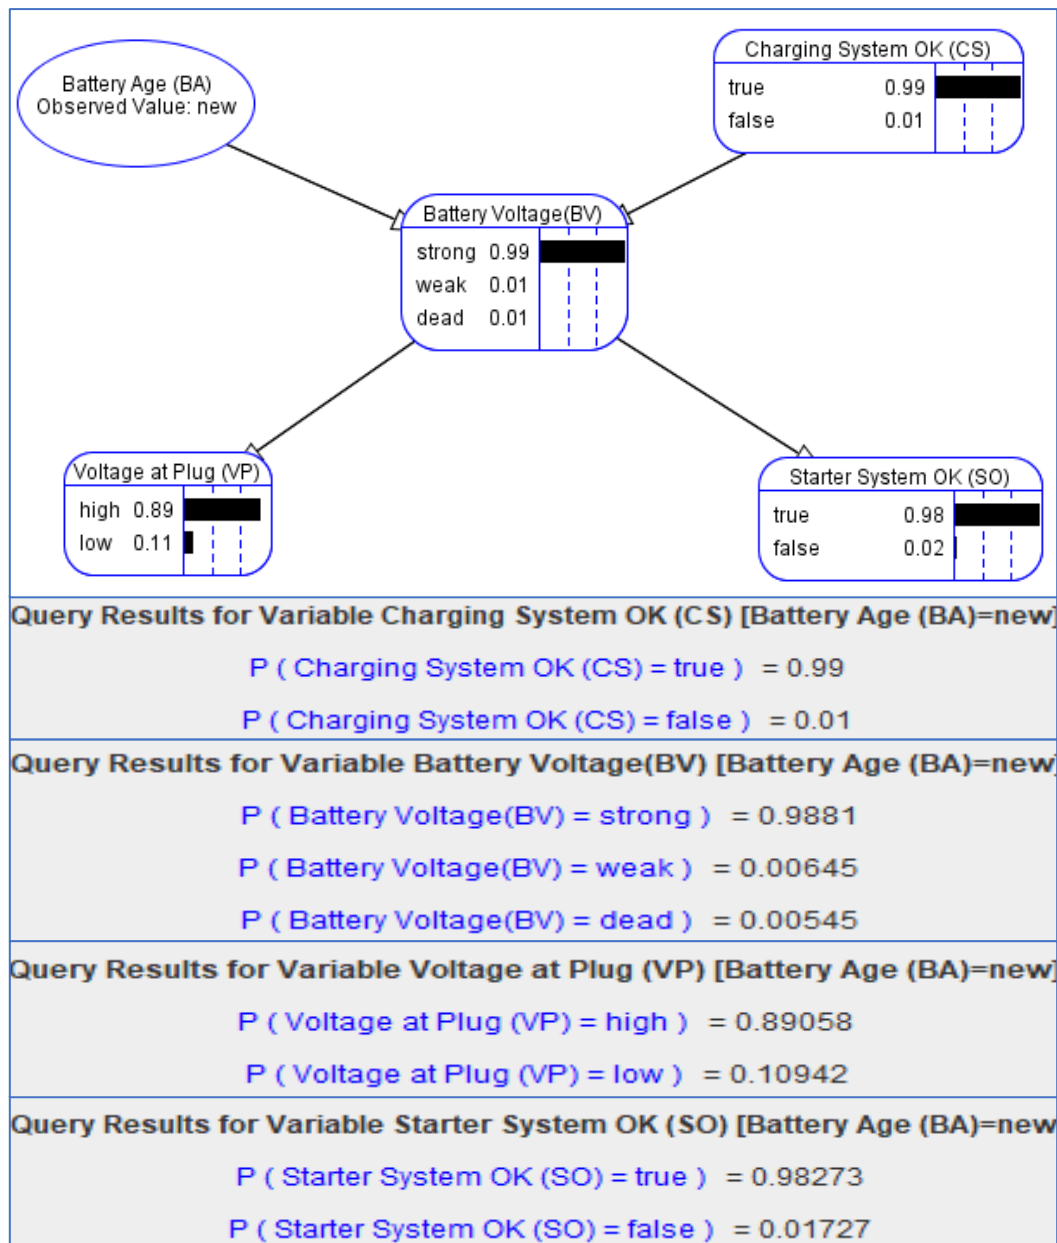 Battery Age (BA)
Observed Value: new
Charging System OK (CS)
true 0.99
false 0.01
Battery Voltage(BV)
strong 0.99
weak 0.01
dead 0.01
Voltage at Plug (VP)
high 0.89
low 0.11
Starter System OK (SO)
true 0.98
false 0.02
Query Results for Variable Charging System OK (CS) [Battery Age (BA)=new]
P ( Charging System OK (CS) = true ) = 0.99
P ( Charging System OK (CS) = false ) = 0.01
Query Results for Variable Battery Voltage(BV) [Battery Age (BA)=new]
P ( Battery Voltage(BV) = strong ) = 0.9881
P ( Battery Voltage(BV) = weak ) = 0.00645
P ( Battery Voltage(BV) = dead ) = 0.00545
Query Results for Variable Voltage at Plug (VP) [Battery Age (BA)=new]
P ( Voltage at Plug (VP) = high ) = 0.89058
P ( Voltage at Plug (VP) = low ) = 0.10942
Query Results for Variable Starter System OK (SO) [Battery Age (BA)=new
P ( Starter System OK (SO) = true ) = 0.98273
P ( Starter System OK (SO) = false ) = 0.01727